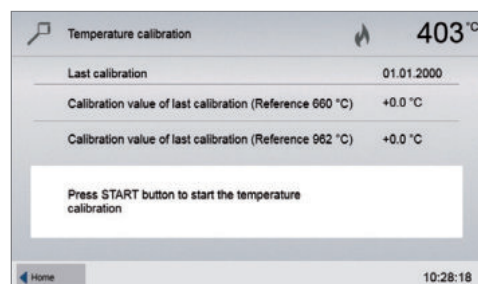 Temperature calibration 403 °C
Last calibration 01.01.2000
Calibration value of last calibration (Reference 660 °C) +0.0 °C
Calibration value of last calibration (Reference 962 °C) +0.0 °C
Press START button to start the temperature
calibration
Home 10:28:18